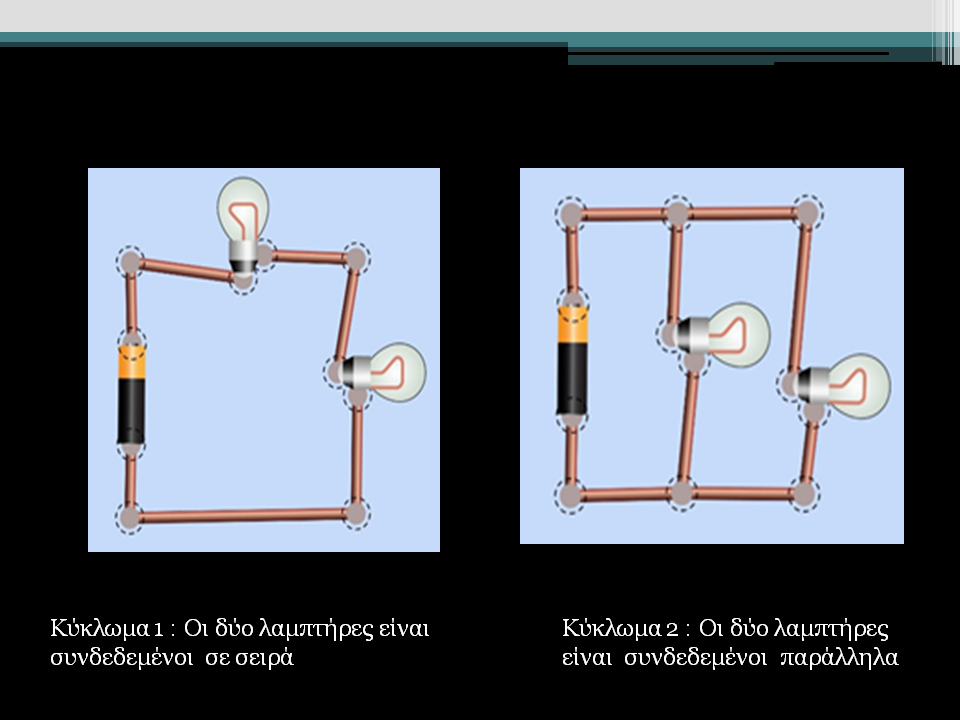 Κύκλωμα 1 : Οι δύο λαμπτήρες είναι
συνδεδεμένοι σε σειρά
Κύκλωμα 2 : Οι δύο λαμπτήρες
είναι συνδεδεμένοι παράλληλα